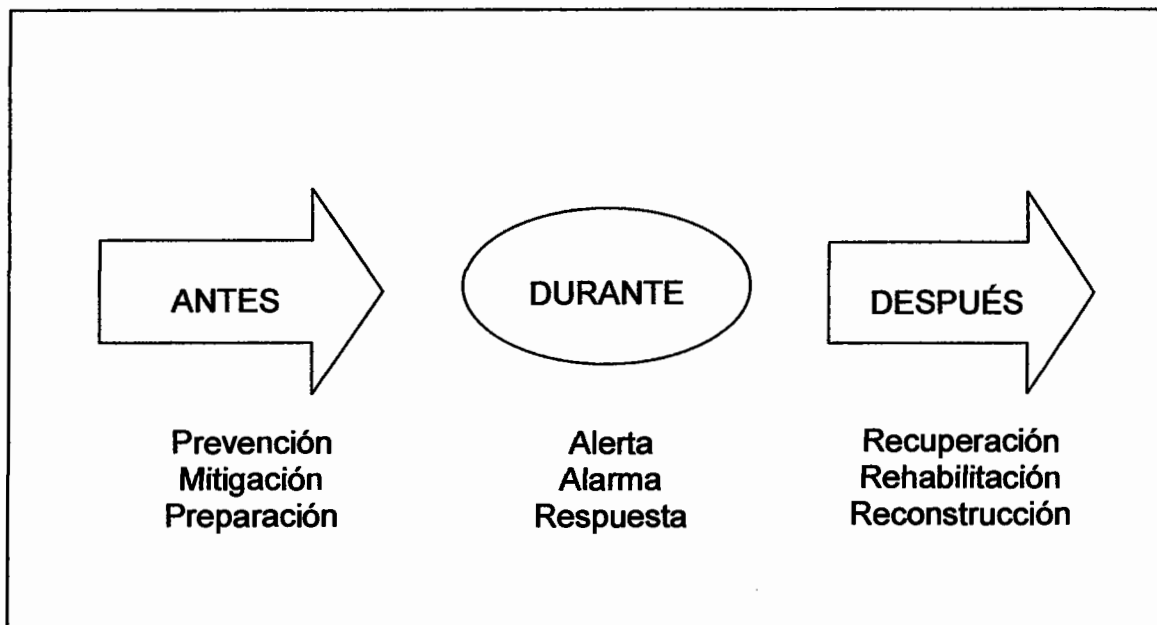 ANTES
DURANTE
DESPUÉS
Prevención
Mitigación
Preparación
Alerta
Alarma
Respuesta
Recuperación
Rehabilitación
Reconstrucción